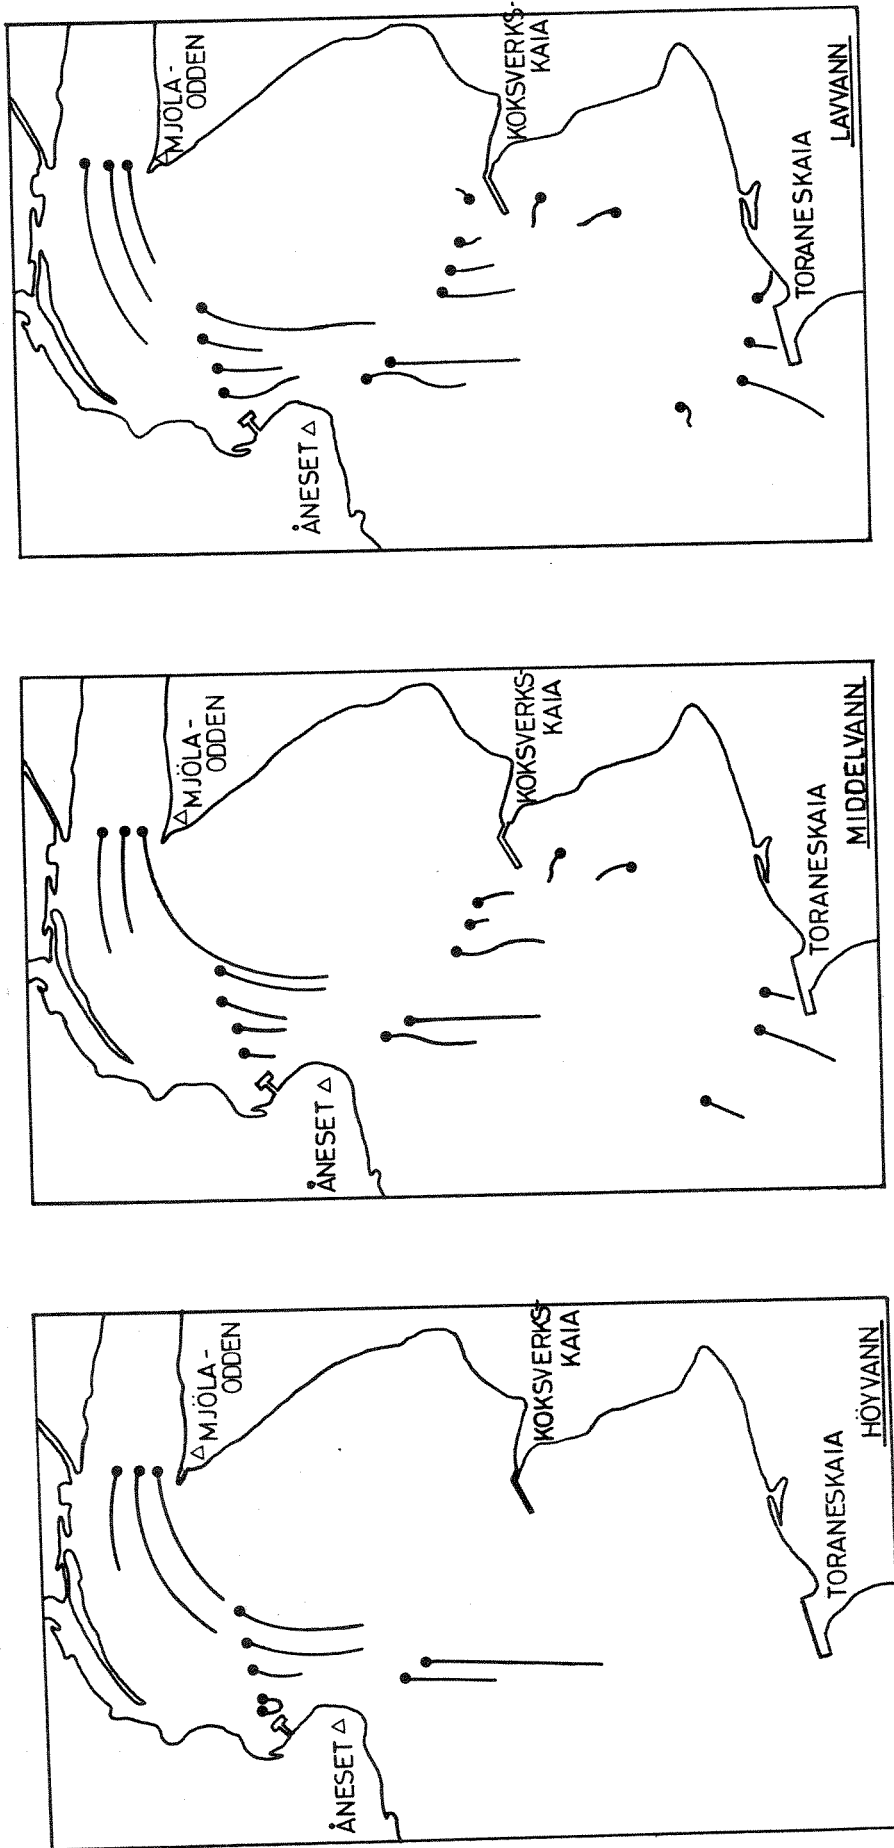 MJÖLA-
ODDEN
ÅNESET
KOKSVERKS-
KAIA
TORANESKAIA
HÖYVANN
MJÖLA-
ODDEN
ÅNESET
KOKSVERKS-
KAIA
TORANESKAIA
MIDDELVANN
MJÖLA-
ODDEN
ÅNESET
KOKSVERKS-
KAIA
TORANESKAIA
LAVVANN